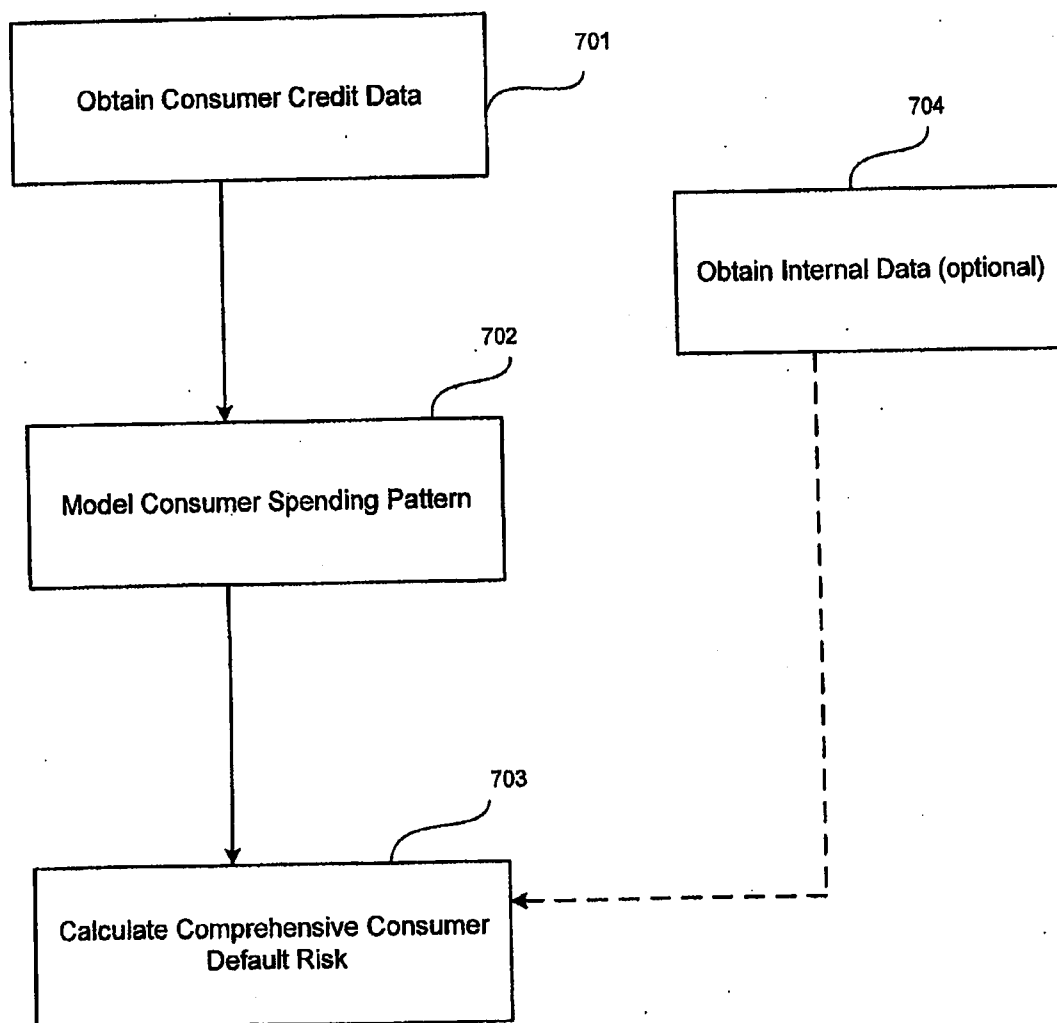 701
Obtain Consumer Credit Data
704
Obtain Internal Data (optional)
702
Model Consumer Spending Pattern
703
Calculate Comprehensive Consumer
Default Risk